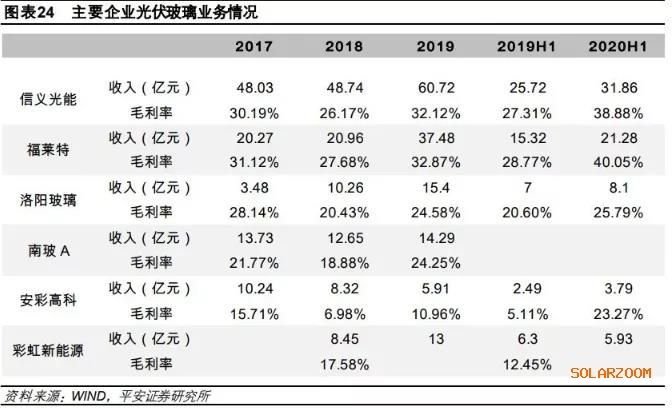 图表24 主要企业光伏玻璃业务情况
2017 2018 2019 2019H1 2020H1
信义光能 收入（亿元） 48.03 48.74 60.72 25.72 31.86
毛利率 30.19% 26.17% 32.12% 27.31% 38.88%
福莱特 收入（亿元） 20.27 20.96 37.48 15.32 21.28
毛利率 31.12% 27.68% 32.87% 28.77% 40.05%
洛阳玻璃 收入（亿元） 3.48 10.26 15.4 7 8.1
毛利率 28.14% 20.43% 24.58% 20.60% 25.79%
南玻A 收入（亿元） 13.73 12.65 14.29
毛利率 21.77% 18.88% 24.25%
安彩高科 收入（亿元） 10.24 8.32 5.91 2.49 3.79
毛利率 15.71% 6.98% 10.96% 5.11% 23.27%
彩虹新能源 收入（亿元） 8.45 13 6.3 5.93
毛利率 17.58% 12.45%
SOLARZOOM
资料来源：WIND，平安证券研究所